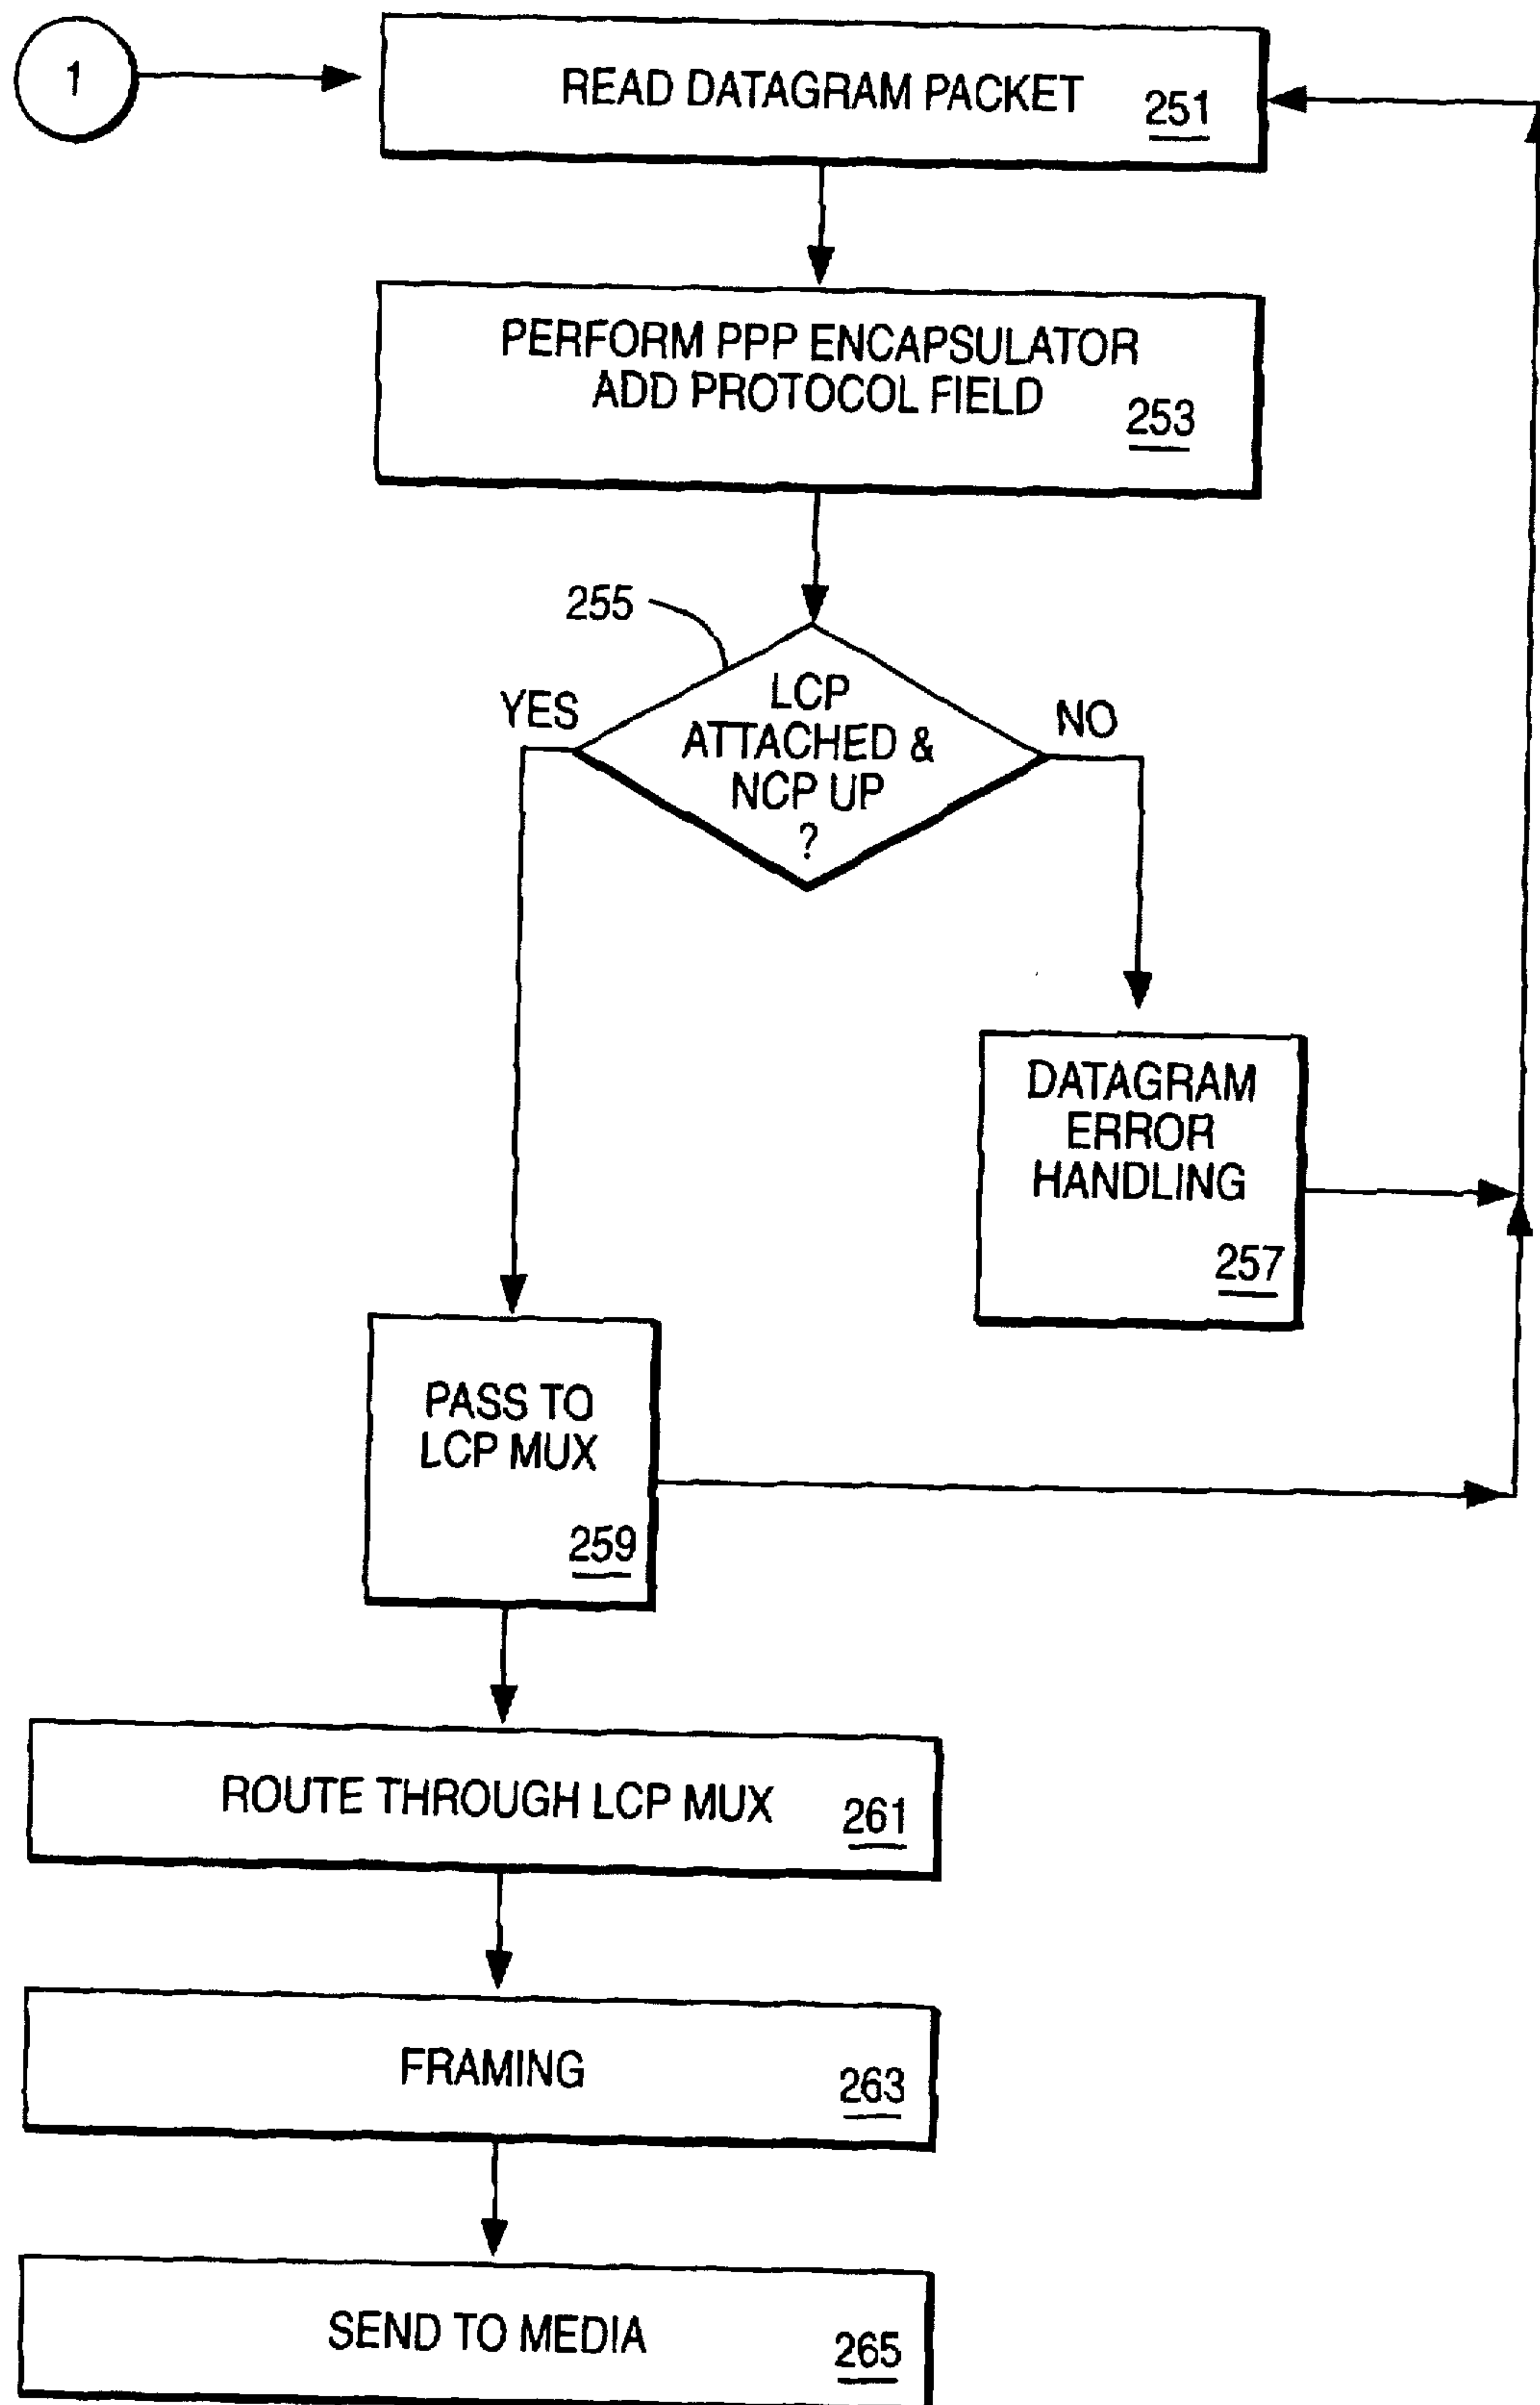 1
READ DATAGRAM PACKET
251
PERFORM PPP ENCAPSULATOR
ADD PROTOCOL FIELD
253
255
YES
LCP
ATTACHED &
NCP UP
?
NO
DATAGRAM
ERROR
HANDLING
257
PASS TO
LCP MUX
259
ROUTE THROUGH LCP MUX
261
FRAMING
263
SEND TO MEDIA
265